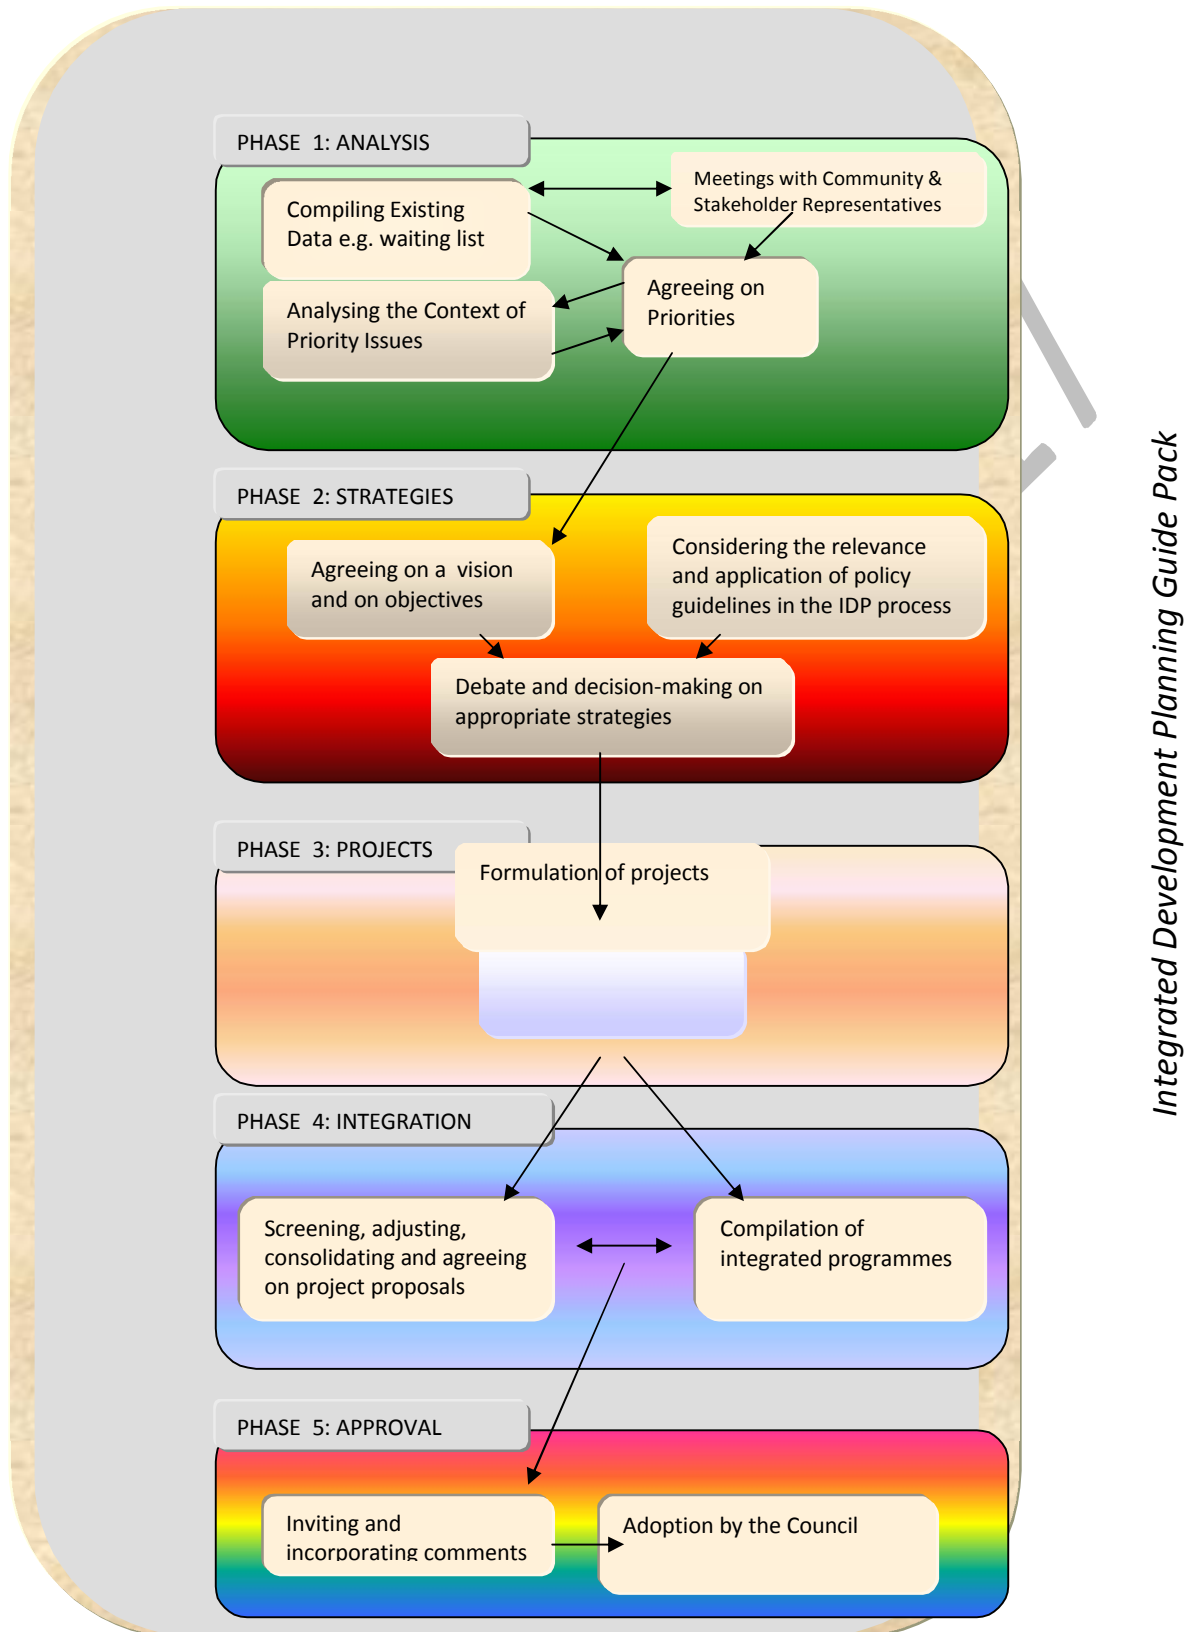 PHASE 1: ANALYSIS
Meetings with Community &
Stakeholder Representatives
Compiling Existing
Data e.g. waiting list
Agreeing on
Priorities
Analysing the Context of
Priority Issues
PHASE 2: STRATEGIES
Agreeing on a vision
and on objectives
Considering the relevance
and application of policy
guidelines in the IDP process
Debate and decision-making on
appropriate strategies
PHASE 3: PROJECTS
Formulation of projects
PHASE 4: INTEGRATION
Screening, adjusting,
consolidating and agreeing
on project proposals
Compilation of
integrated programmes
PHASE 5: APPROVAL
Inviting and
incorporating comments
Adoption by the Council
Integrated Development Planning Guide Pack